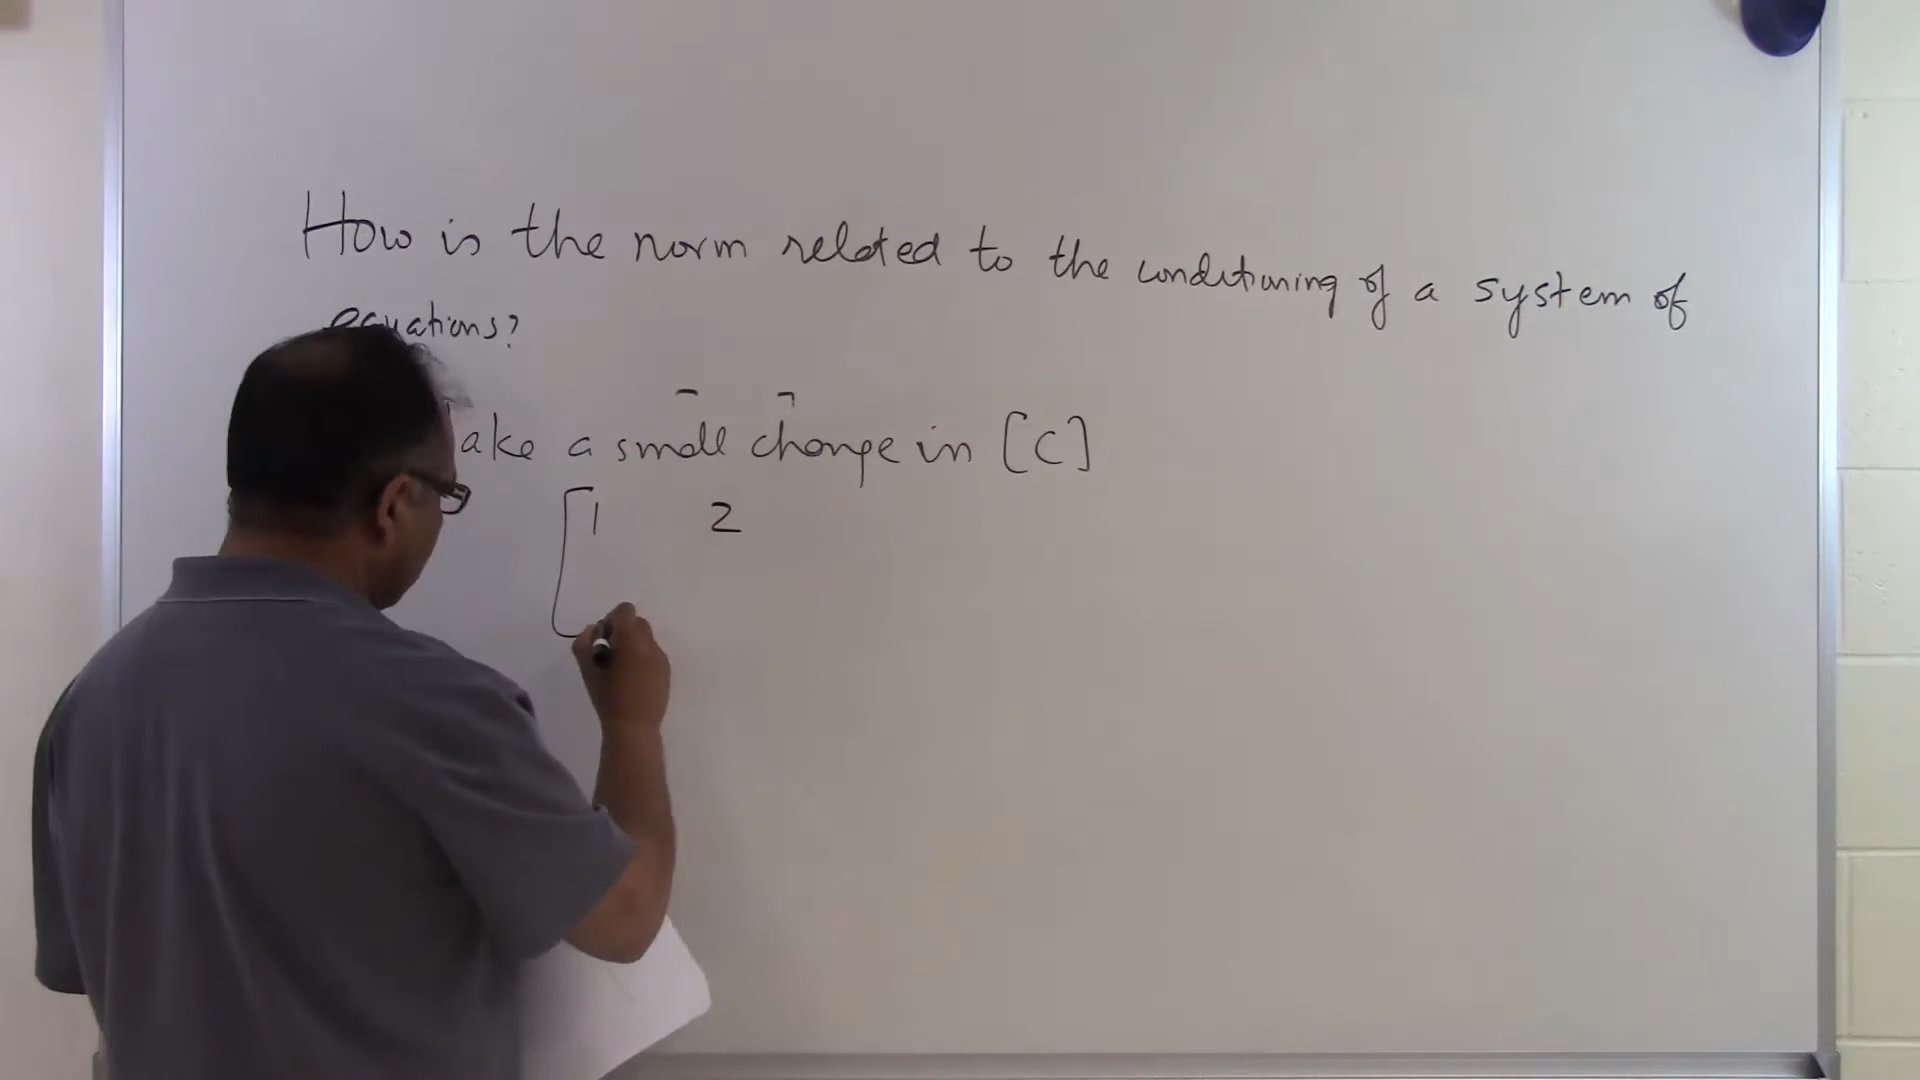 How is the norm related to the conditioning of a system of
equations?
ake a small change in [C]
[1 2